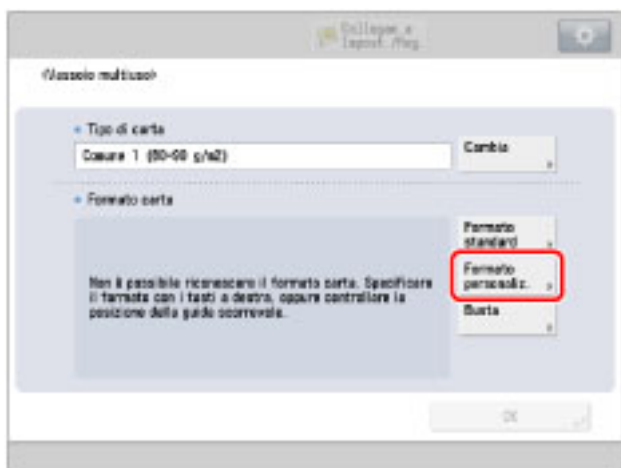 Collegam. a
Impost./Reg.
<Vassoio multiuso>
Tipo di carta
Comune 1 (60-90 g/m2)
Cambia
Formato carta
Formato
standard
Non è possibile riconoscere il formato carta. Specificare
il formato con i tasti a destra, oppure controllare la
posizione della guida scorrevole.
Formato
personaliz.
Busta
OK